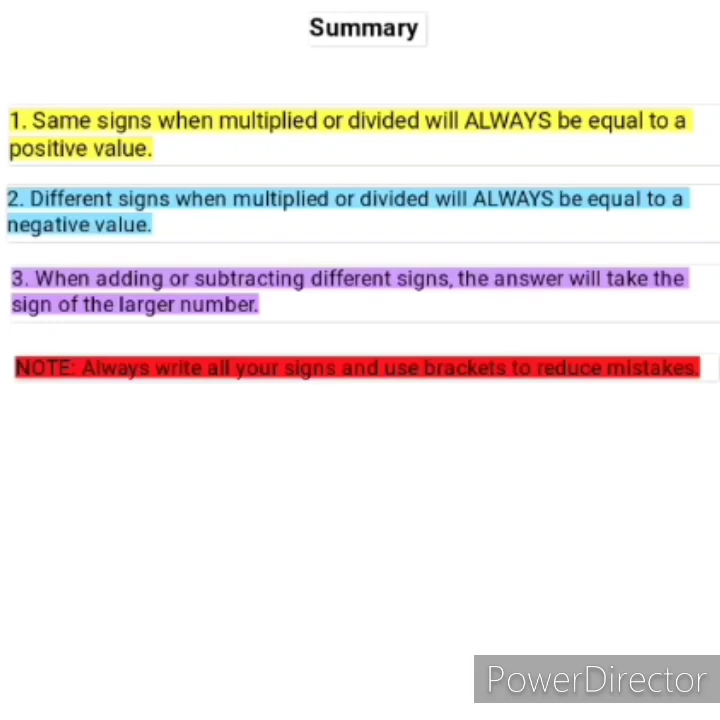 Summary
1. Same signs when multiplied or divided will ALWAYS be equal to a
positive value.
2. Different signs when multiplied or divided will ALWAYS be equal to a
negative value.
3. When adding or subtracting different signs, the answer will take the
sign of the larger number.
NOTE: Always write all your signs and use brackets to reduce mistakes.
PowerDirector